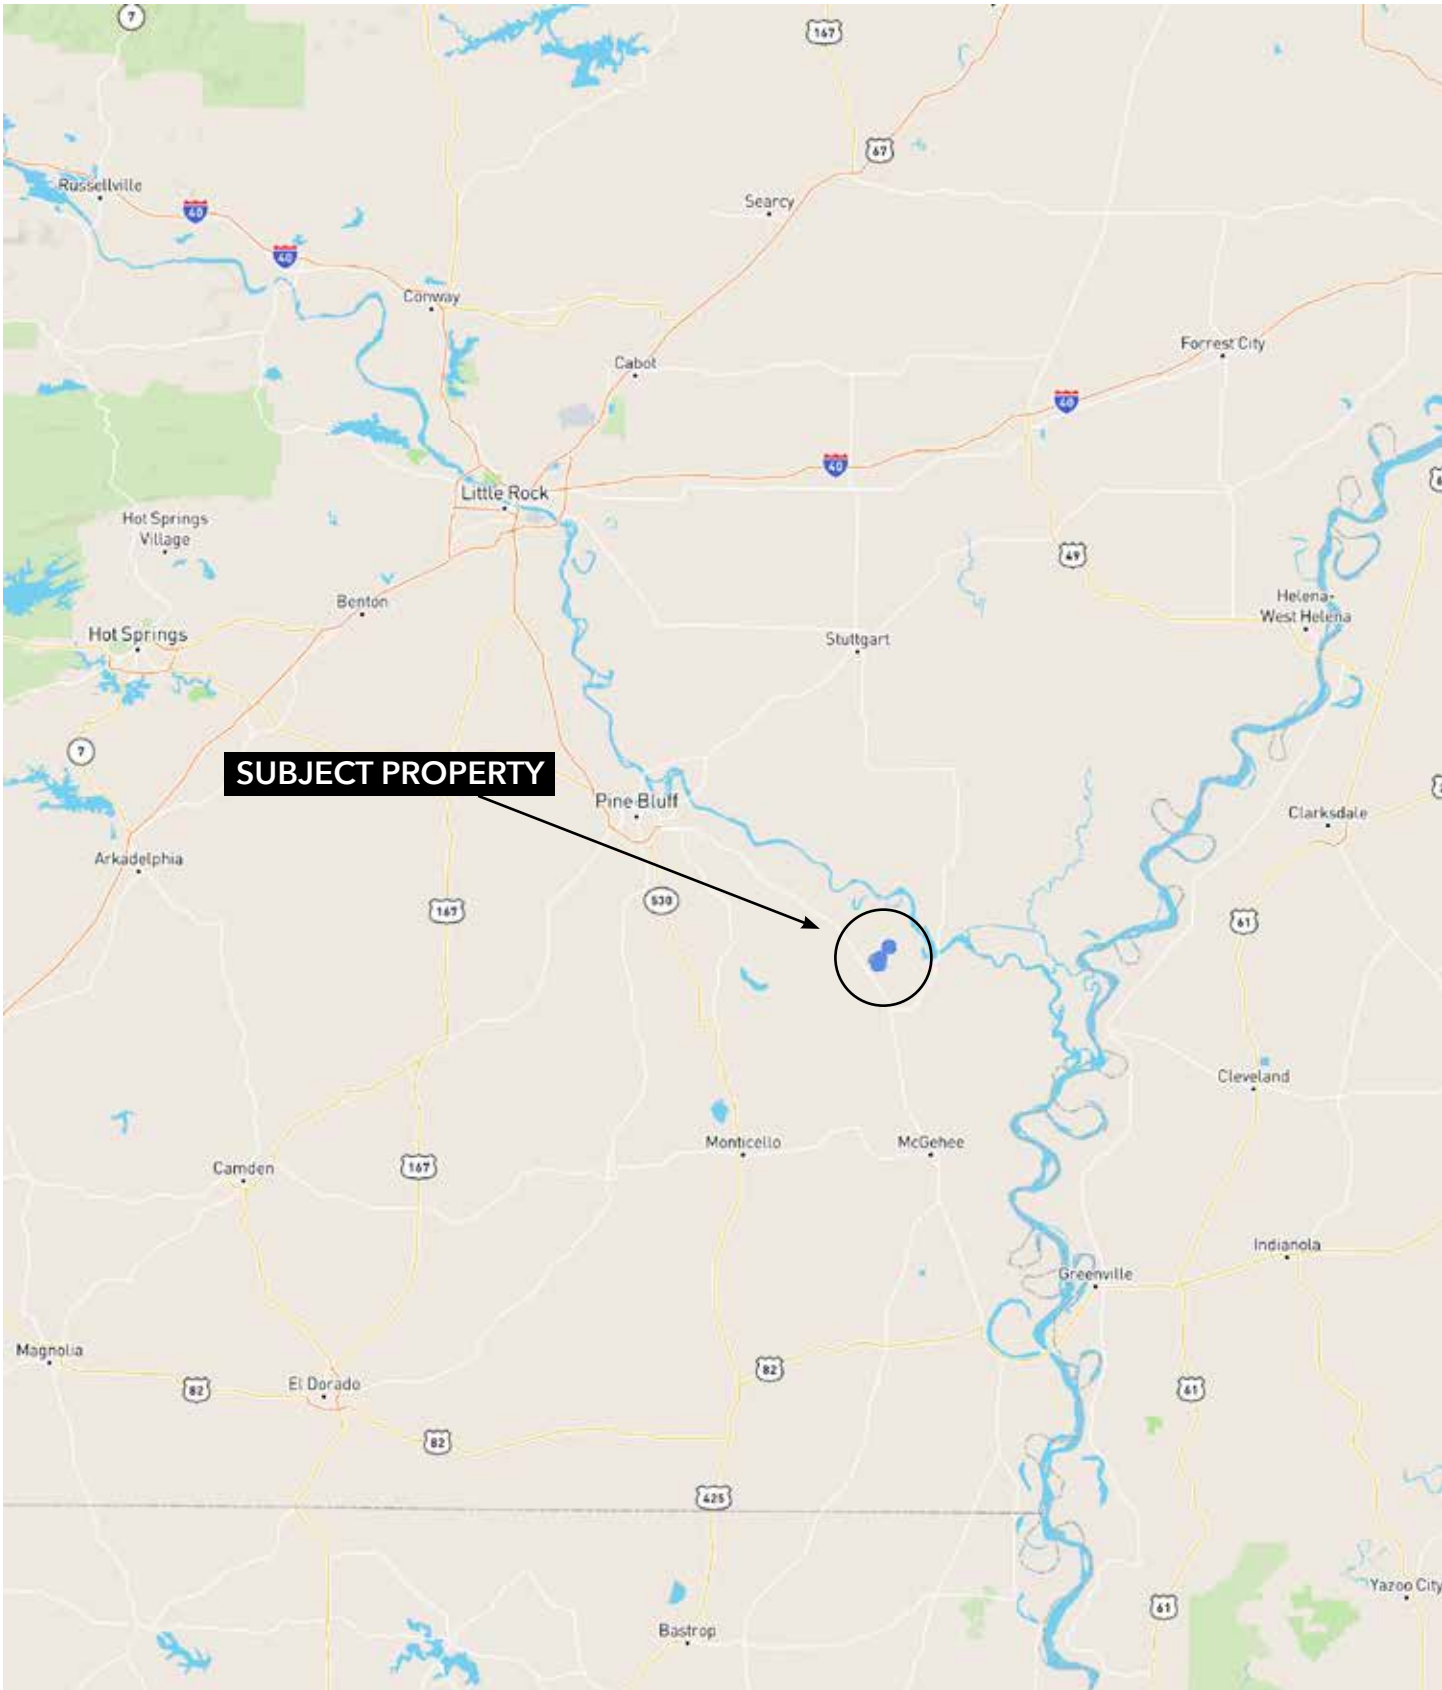 7
167
67
Russellville
40
Searcy
40
Conway
Forrest City
Cabot
40
40
Little Rock
Hot Springs
Village
49
Benton
Helena-
West Helena
Hot Springs
Stuttgart
7
SUBJECT PROPERTY
Pine Bluff
Clarksdale
Arkadelphia
530
167
61
Cleveland
Monticello
McGehee
Camden
167
Indianola
Greenville
Magnolia
82
82
El Dorado
61
82
425
Yazoo City
61
Bastrop